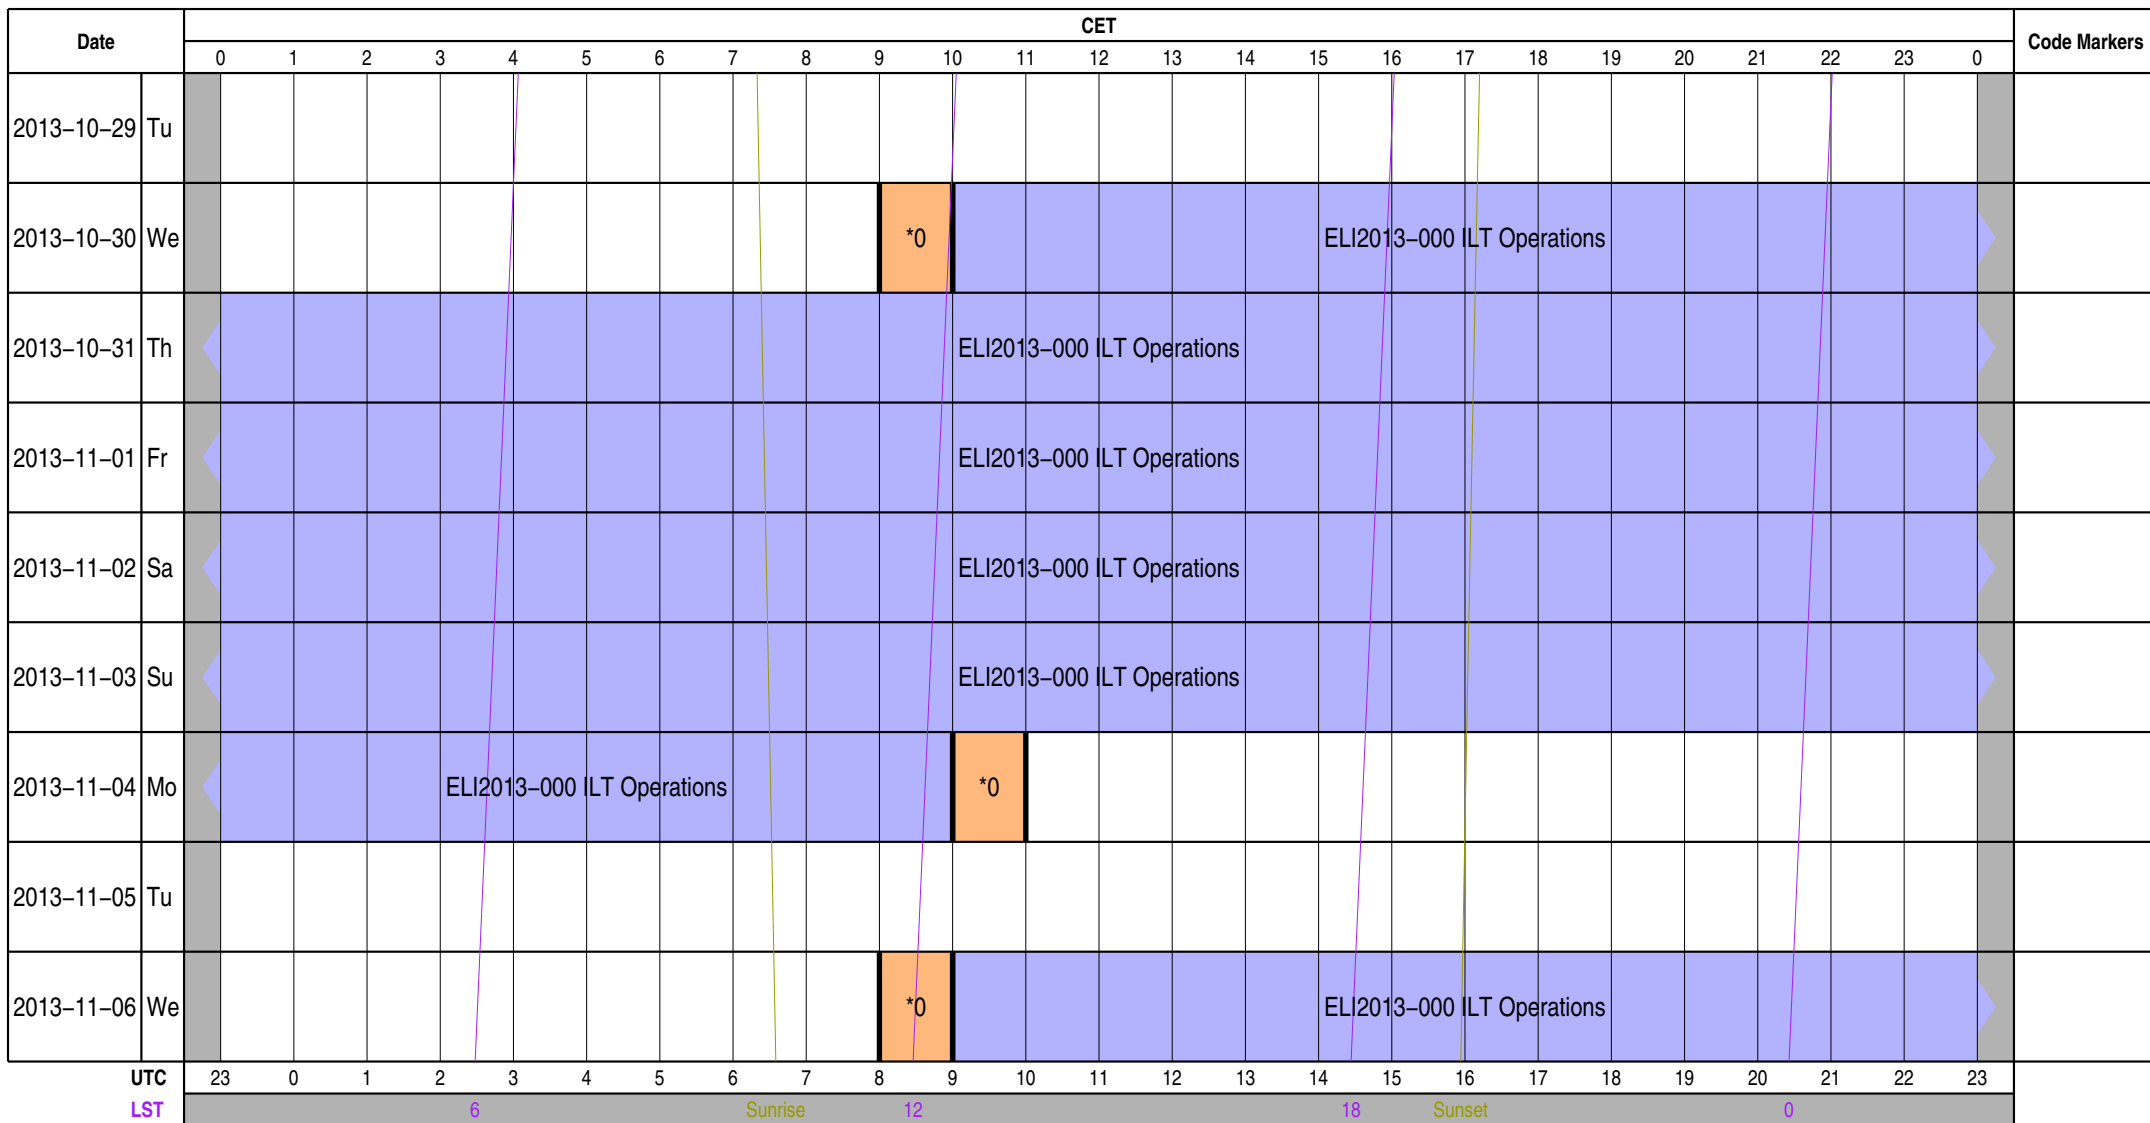 Date CET Code Markers
0 1 2 3 4 5 6 7 8 9 10 11 12 13 14 15 16 17 18 19 20 21 22 23 0
2013−10−29 Tu
2013−10−30 We *0 ELI2013−000 ILT Operations
2013−10−31 Th ELI2013−000 ILT Operations
2013−11−01 Fr ELI2013−000 ILT Operations
2013−11−02 Sa ELI2013−000 ILT Operations
2013−11−03 Su ELI2013−000 ILT Operations
2013−11−04 Mo ELI2013−000 ILT Operations *0
2013−11−05 Tu
2013−11−06 We *0 ELI2013−000 ILT Operations
UTC 23 0 1 2 3 4 5 6 7 8 9 10 11 12 13 14 15 16 17 18 19 20 21 22 23
LST 6 Sunrise 12 18 Sunset 0